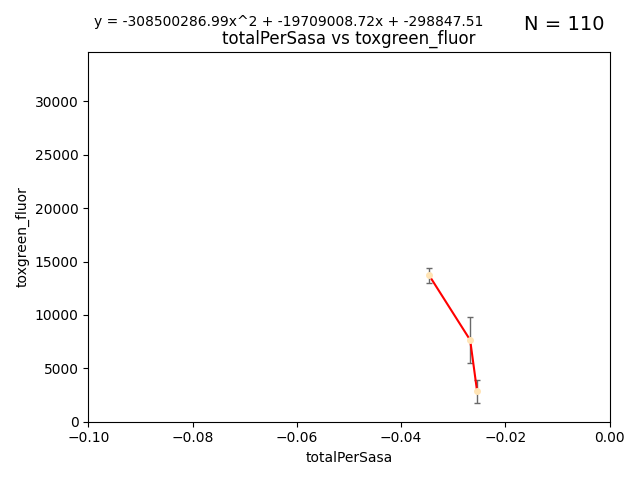 y = -308500286.99x^2 + -19709008.72x + -298847.51
N = 110
totalPerSasa vs toxgreen_fluor
toxgreen_fluor
30000
25000
20000
15000
10000
5000
0
−0.10
−0.08
−0.06
−0.04
−0.02
0.00
totalPerSasa